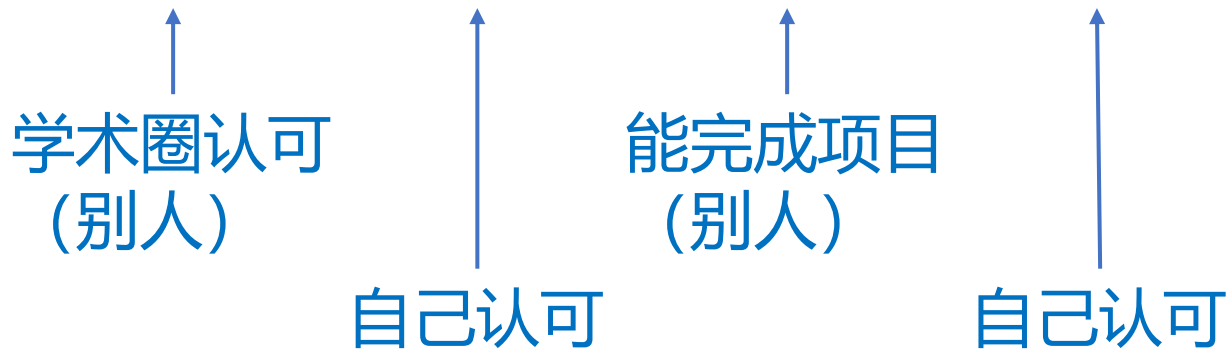 学术圈认可
（别人）
自己认可
能完成项目
（别人）
自己认可